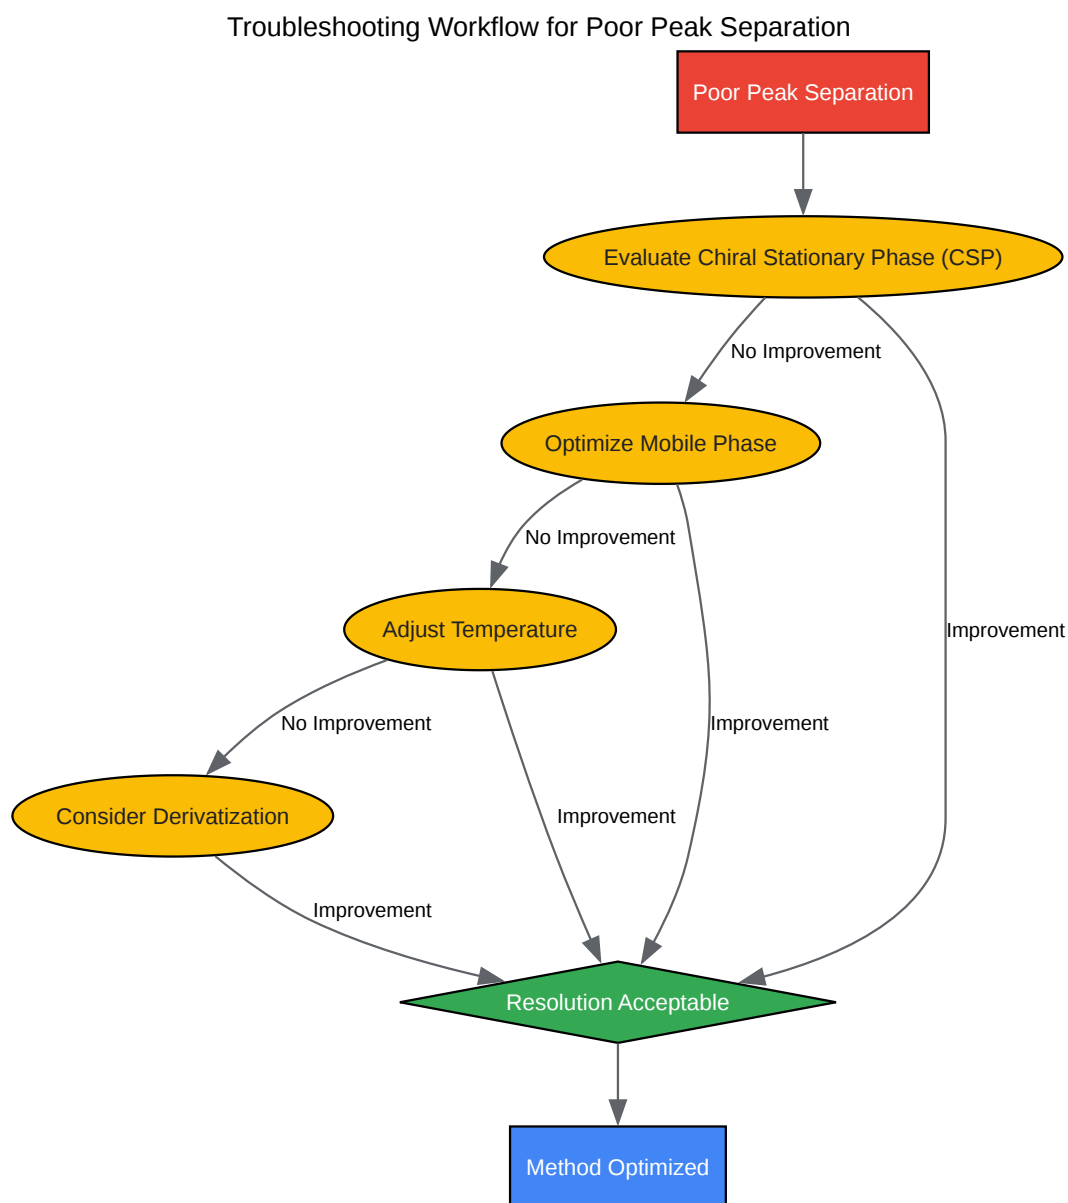 Troubleshooting Workflow for Poor Peak Separation
Poor Peak Separation
Evaluate Chiral Stationary Phase (CSP)
No Improvement
Optimize Mobile Phase
No Improvement
Adjust Temperature
Improvement
No Improvement
Improvement
Consider Derivatization
Improvement
Improvement
Resolution Acceptable
Method Optimized